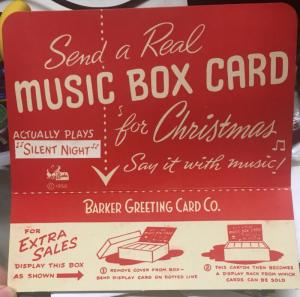 Send a Real
MUSIC BOX CARD
for Christmas
ACTUALLY PLAYS
"SILENT NIGHT"
Say it with music!
BARKER GREETING CARD CO.
FOR
EXTRA
SALES
DISPLAY THIS BOX
AS SHOWN
1 REMOVE COVER FROM BOX—
BEND DISPLAY CARD ON DOTTED LINE
2 THIS CARTON THEN BECOMES
A DISPLAY RACK FROM WHICH
CARDS CAN BE SOLD